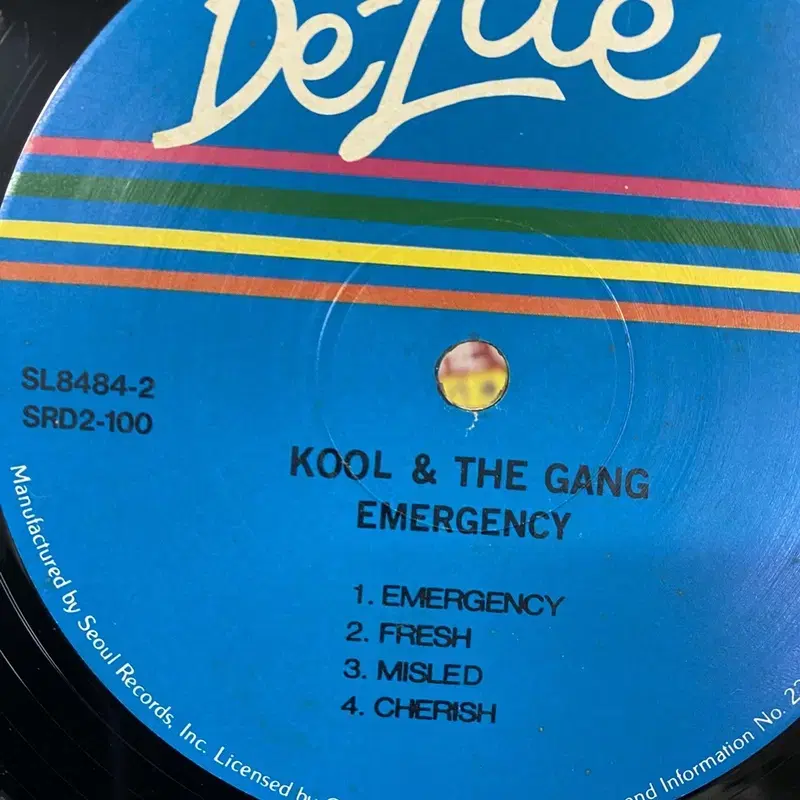 De-Lite
SL8484-2
SRD2-100
KOOL & THE GANG
EMERGENCY
1. EMERGENCY
2. FRESH
3. MISLED
4. CHERISH
Manufactured by Seoul Records, Inc. Licensed by
Information No.